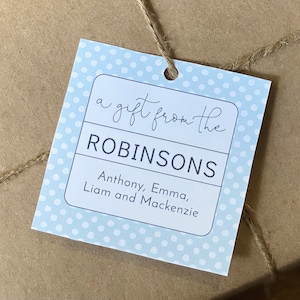 a gift from the
ROBINSONS
Anthony, Emma,
Liam and Mackenzie